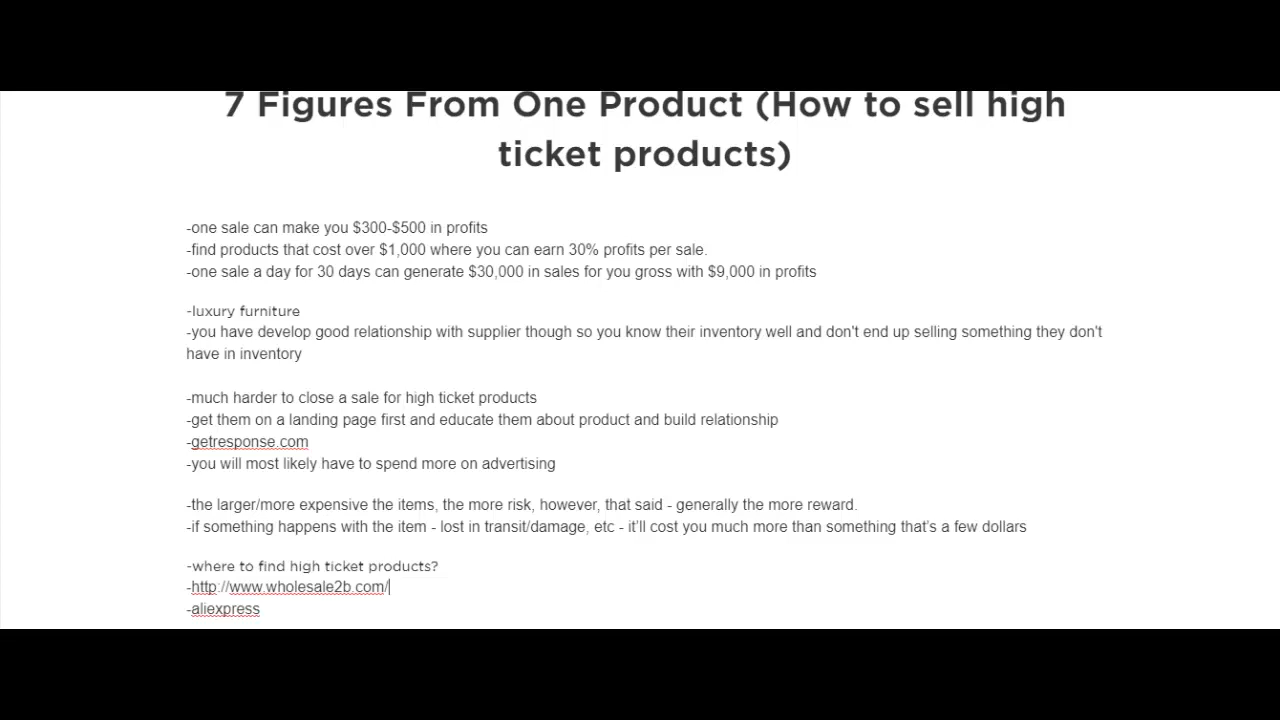 7 Figures From One Product (How to sell high
ticket products)
-one sale can make you $300-$500 in profits
-find products that cost over $1,000 where you can earn 30% profits per sale.
-one sale a day for 30 days can generate $30,000 in sales for you gross with $9,000 in profits
-luxury furniture
-you have develop good relationship with supplier though so you know their inventory well and don't end up selling something they don't
have in inventory
-much harder to close a sale for high ticket products
-get them on a landing page first and educate them about product and build relationship
-getresponse.com
-you will most likely have to spend more on advertising
-the larger/more expensive the items, the more risk, however, that said - generally the more reward.
-if something happens with the item - lost in transit/damage, etc - it’ll cost you much more than something that’s a few dollars
-where to find high ticket products?
-http://www.wholesale2b.com/
-aliexpress